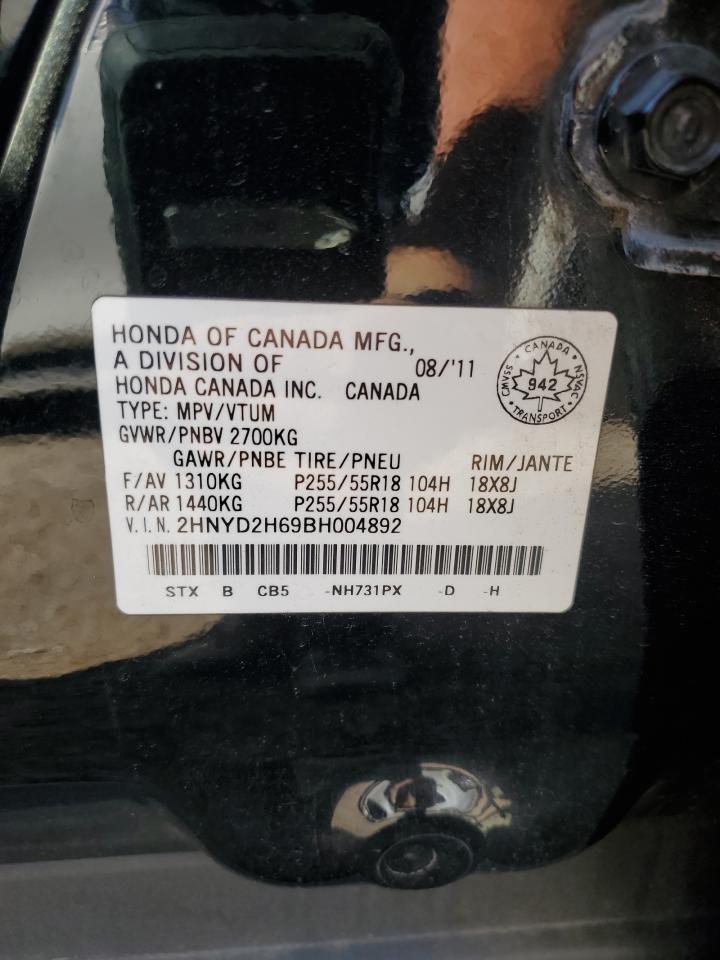 HONDA OF CANADA MFG.,
A DIVISION OF 08/'11
HONDA CANADA INC. CANADA
TYPE: MPV/VTUM
GVWR/PNBV 2700KG
GAWR/PNBE TIRE/PNEU RIM/JANTE
F/AV 1310KG P255/55R18 104H 18X8J
R/AR 1440KG P255/55R18 104H 18X8J
V.I.N. 2HNYD2H69BH004892
STX B CB5 -NH731PX -D -H
CANADA
CMVSS 942 NSVAC
TRANSPORT